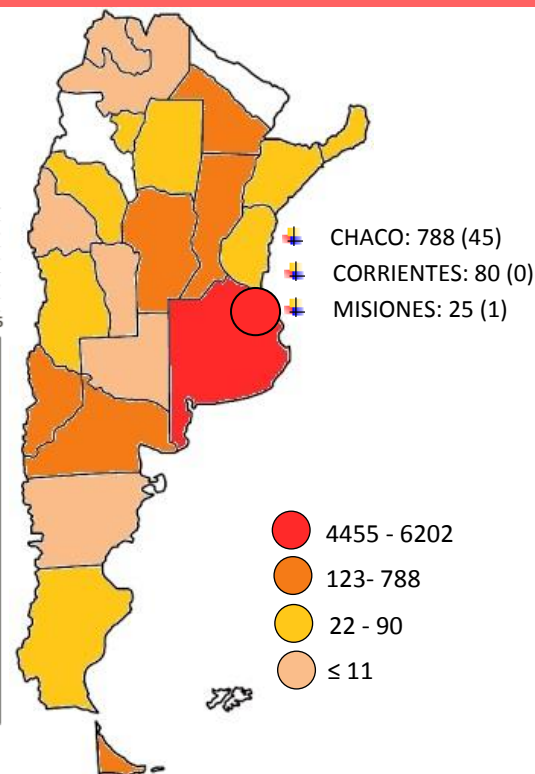 CHACO: 788 (45)
CORRIENTES: 80 (0)
MISIONES: 25 (1)
4455 - 6202
123- 788
22 - 90
≤ 11